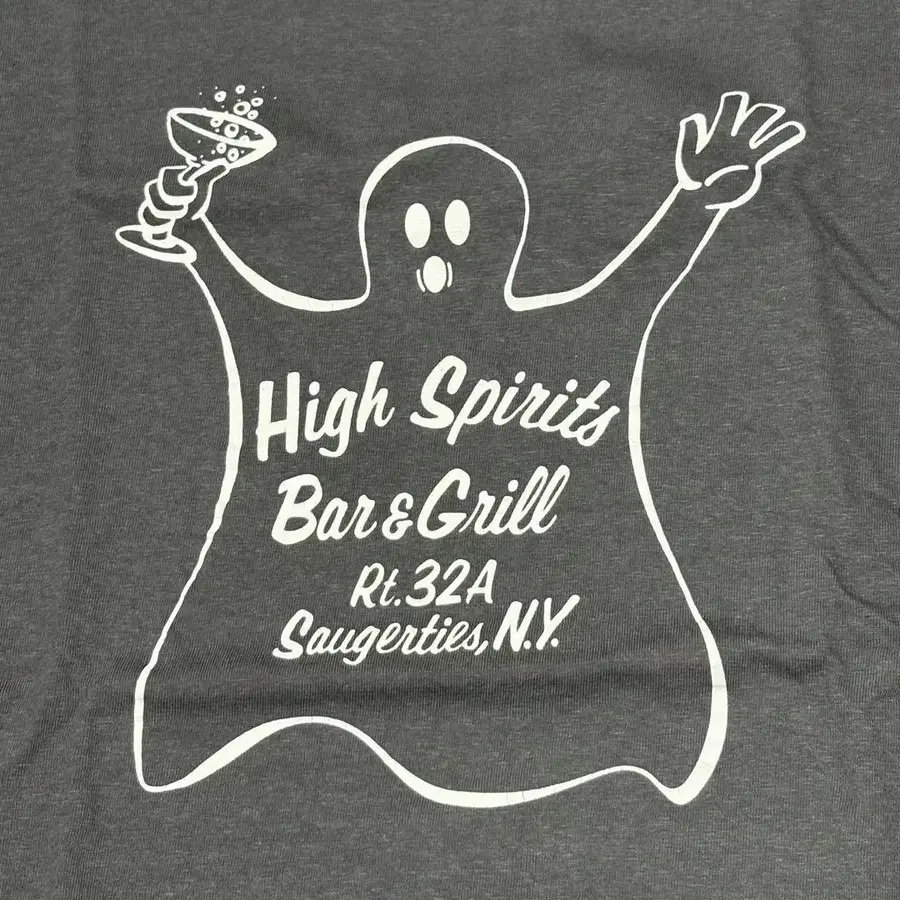 High Spirits
Bar & Grill
Rt. 32A
Saugerties, N.Y.